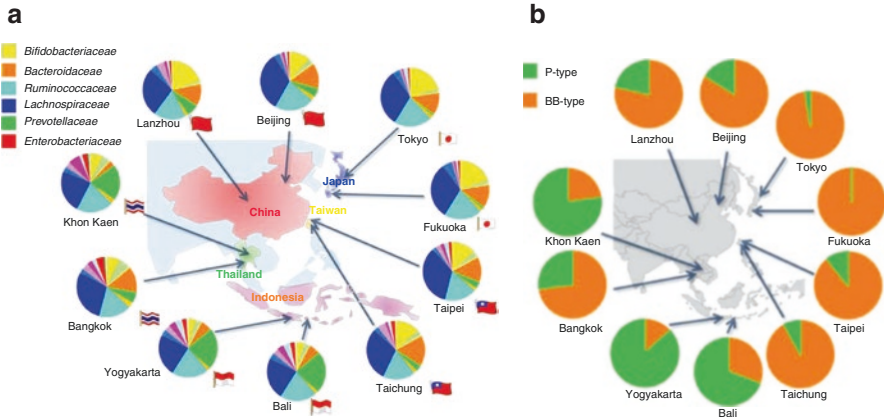 a
Bifidobacteriaceae
Bacteroidaceae
Ruminococcaceae
Lachnospiraceae
Prevotellaceae
Enterobacteriaceae
Lanzhou
Beijing
Tokyo
Khon Kaen
Fukuoka
Bangkok
Taipei
Yogyakarta
Bali
Taichung
China
Japan
Taiwan
Thailand
Indonesia
b
P-type
BB-type
Lanzhou
Beijing
Tokyo
Khon Kaen
Fukuoka
Bangkok
Taipei
Yogyakarta
Bali
Taichung